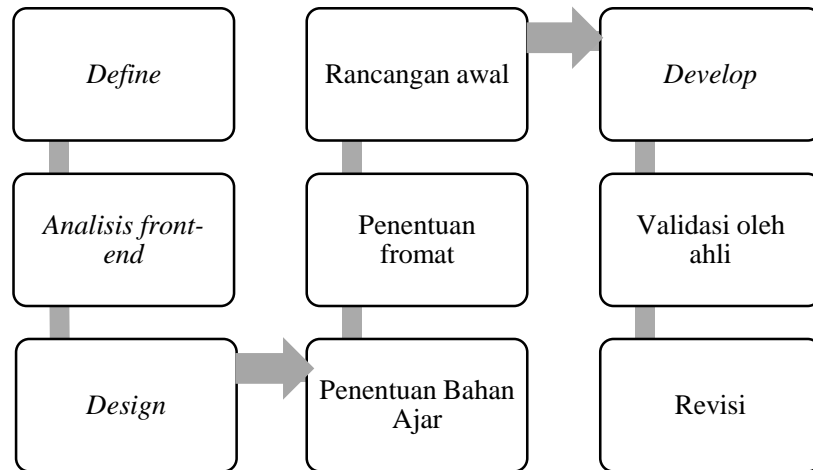 Define
Analisis front-
end
Design
Penentuan Bahan
Ajar
Penentuan
fromat
Rancangan awal
Develop
Validasi oleh
ahli
Revisi